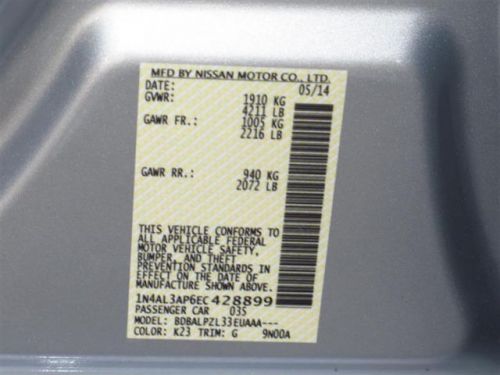 MFD BY NISSAN MOTOR CO., LTD.
DATE: 05/14
GVWR: 1910 KG
4211 LB
GAWR FR.: 1005 KG
2216 LB
GAWR RR.: 940 KG
2072 LB
THIS VEHICLE CONFORMS TO
ALL APPLICABLE FEDERAL
MOTOR VEHICLE SAFETY,
BUMPER, AND THEFT
PREVENTION STANDARDS IN
EFFECT ON THE DATE OF
MANUFACTURE SHOWN ABOVE.
1N4AL3AP6EC428899
PASSENGER CAR 035
MODEL: BDBALPZL33EUAAA---
COLOR: K23 TRIM: G 9N00A